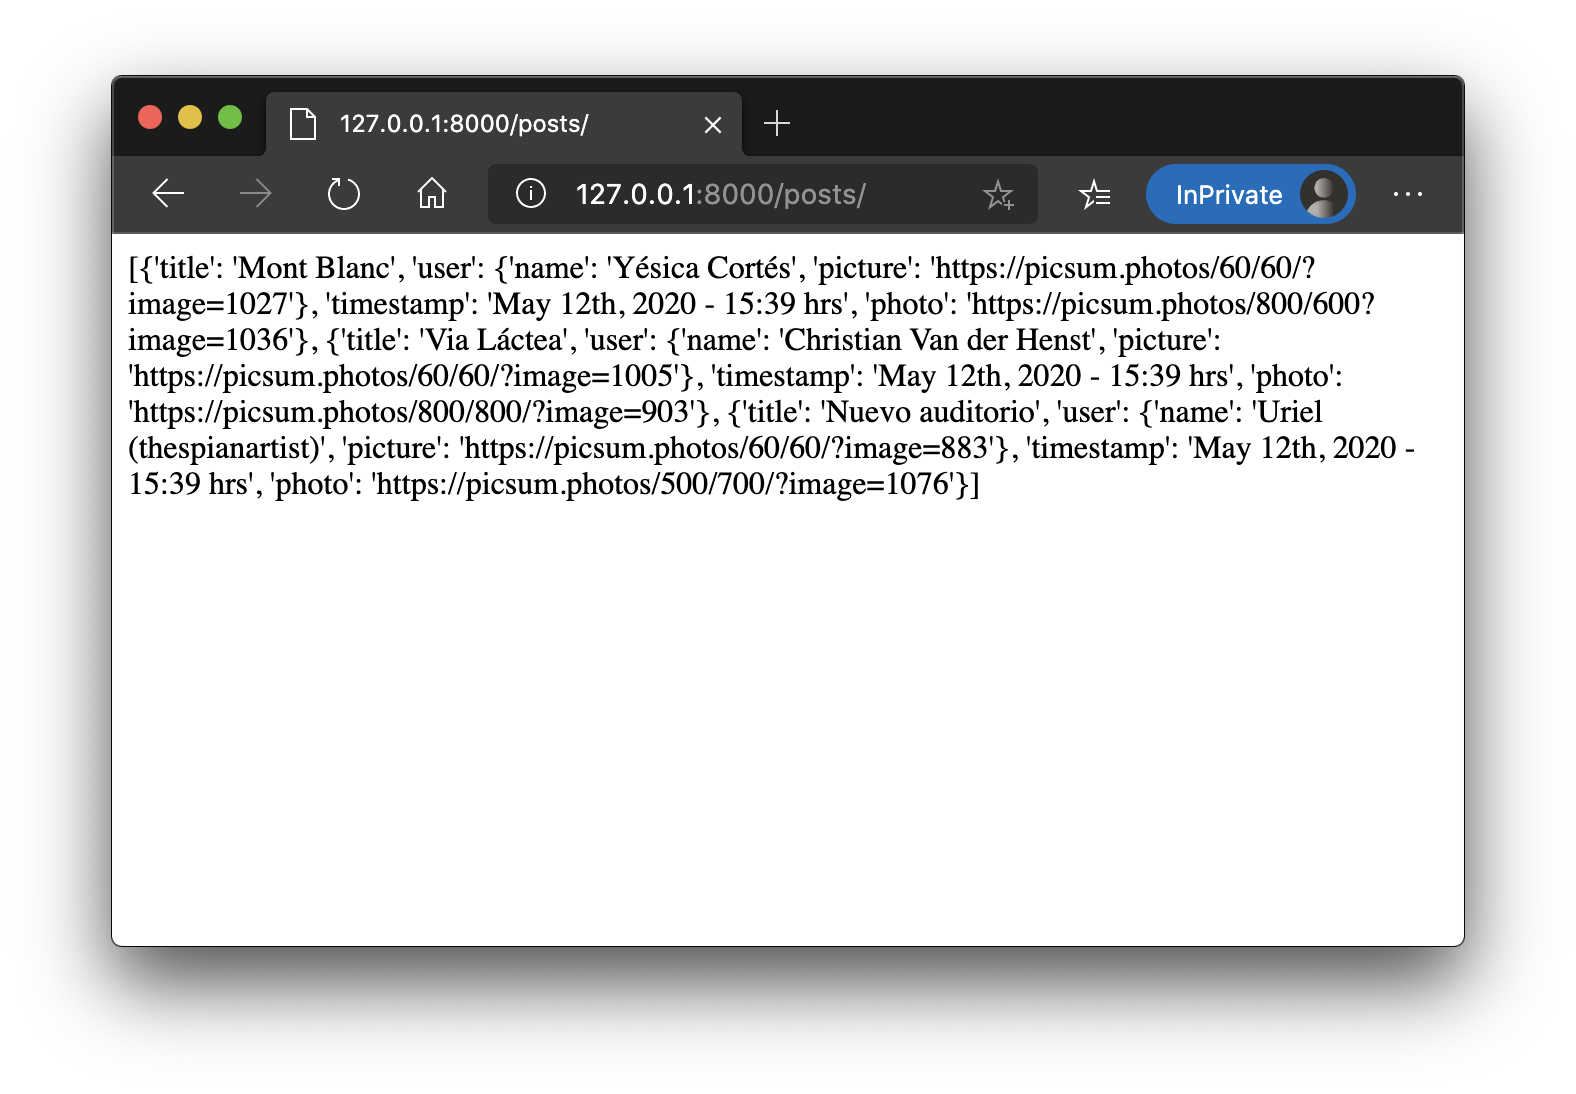 127.0.0.1:8000/posts/
127.0.0.1:8000/posts/
InPrivate
[{'title': 'Mont Blanc', 'user': {'name': 'Yésica Cortés', 'picture': 'https://picsum.photos/60/60/?
image=1027'}, 'timestamp': 'May 12th, 2020 - 15:39 hrs', 'photo': 'https://picsum.photos/800/600?
image=1036'}, {'title': 'Via Láctea', 'user': {'name': 'Christian Van der Henst', 'picture':
'https://picsum.photos/60/60/?image=1005'}, 'timestamp': 'May 12th, 2020 - 15:39 hrs', 'photo':
'https://picsum.photos/800/800/?image=903'}, {'title': 'Nuevo auditorio', 'user': {'name': 'Uriel
(thespianartist)', 'picture': 'https://picsum.photos/60/60/?image=883'}, 'timestamp': 'May 12th, 2020 -
15:39 hrs', 'photo': 'https://picsum.photos/500/700/?image=1076'}]